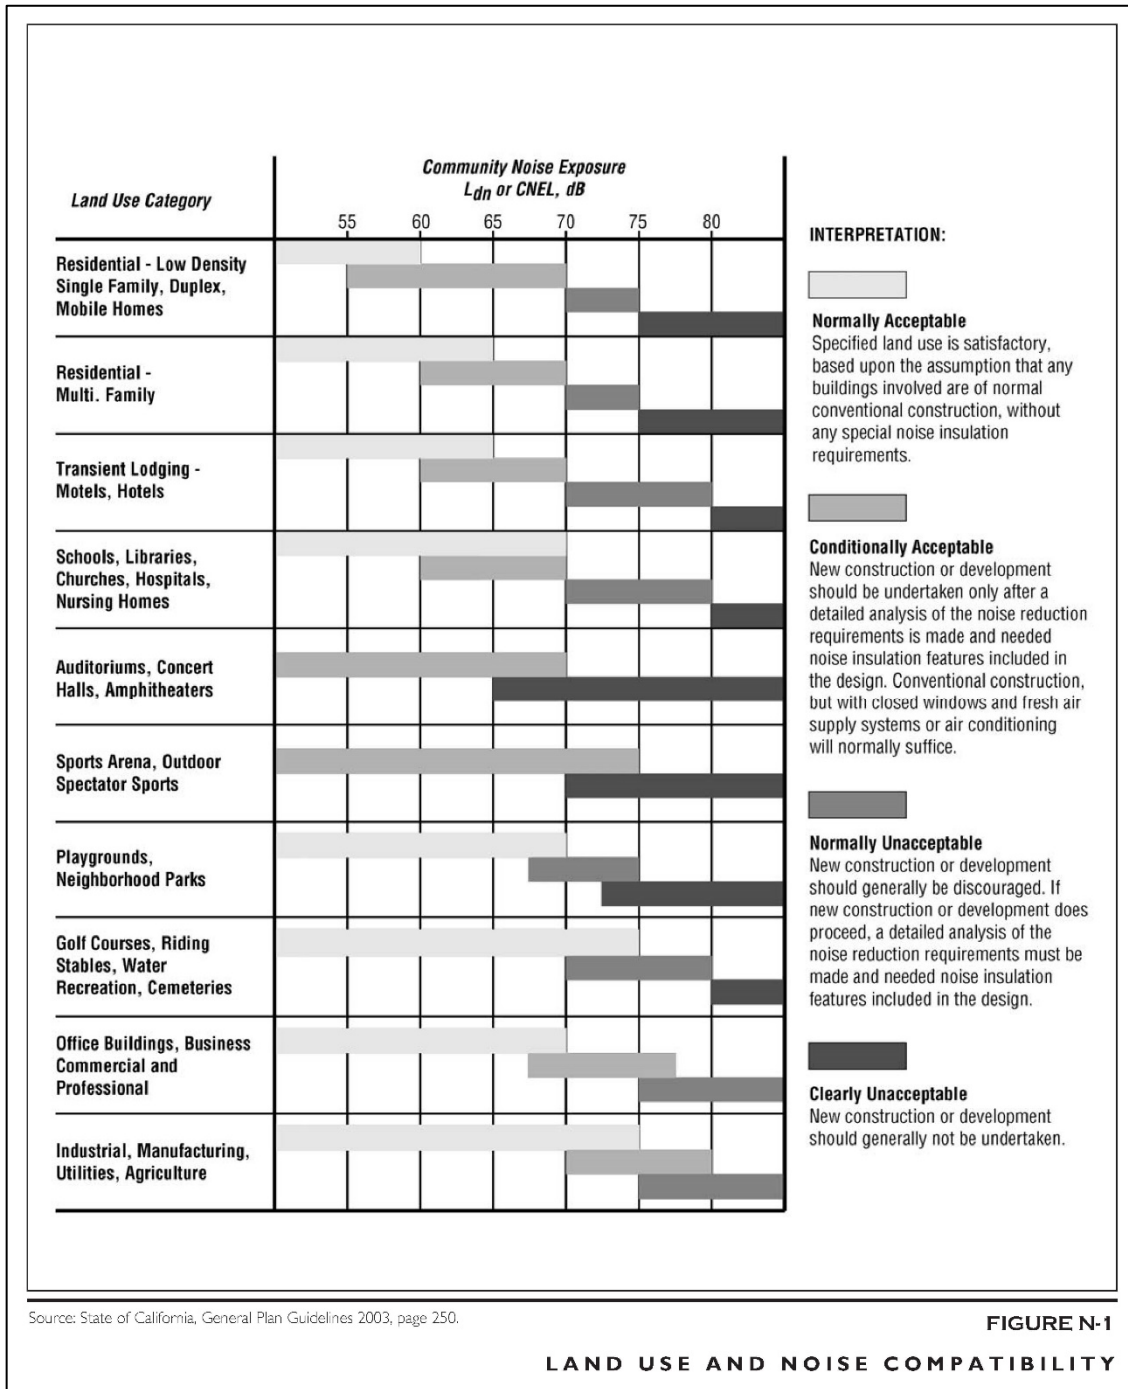 Community Noise Exposure
Ldn or CNEL, dB
Land Use Category
55 60 65 70 75 80
Residential - Low Density
Single Family, Duplex,
Mobile Homes
Residential -
Multi. Family
Transient Lodging -
Motels, Hotels
Schools, Libraries,
Churches, Hospitals,
Nursing Homes
Auditoriums, Concert
Halls, Amphitheaters
Sports Arena, Outdoor
Spectator Sports
Playgrounds,
Neighborhood Parks
Golf Courses, Riding
Stables, Water
Recreation, Cemeteries
Office Buildings, Business
Commercial and
Professional
Industrial, Manufacturing,
Utilities, Agriculture
INTERPRETATION:
Normally Acceptable
Specified land use is satisfactory,
based upon the assumption that any
buildings involved are of normal
conventional construction, without
any special noise insulation
requirements.
Conditionally Acceptable
New construction or development
should be undertaken only after a
detailed analysis of the noise reduction
requirements is made and needed
noise insulation features included in
the design. Conventional construction,
but with closed windows and fresh air
supply systems or air conditioning
will normally suffice.
Normally Unacceptable
New construction or development
should generally be discouraged. If
new construction or development does
proceed, a detailed analysis of the
noise reduction requirements must be
made and needed noise insulation
features included in the design.
Clearly Unacceptable
New construction or development
should generally not be undertaken.
Source: State of California, General Plan Guidelines 2003, page 250.
FIGURE N-1
LAND USE AND NOISE COMPATIBILITY